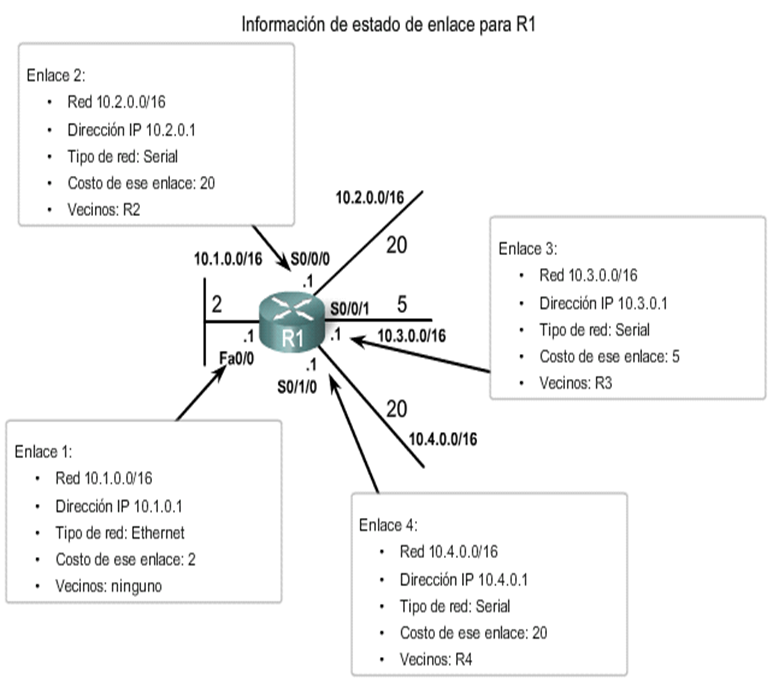 Información de estado de enlace para R1
Enlace 2:
• Red 10.2.0.0/16
• Dirección IP 10.2.0.1
• Tipo de red: Serial
• Costo de ese enlace: 20
• Vecinos: R2
10.2.0.0/16
20
10.1.0.0/16
S0/0/0
.1
2
S0/0/1
5
R1
.1
.1
10.3.0.0/16
Fa0/0
.1
S0/1/0
20
10.4.0.0/16
Enlace 3:
• Red 10.3.0.0/16
• Dirección IP 10.3.0.1
• Tipo de red: Serial
• Costo de ese enlace: 5
• Vecinos: R3
Enlace 1:
• Red 10.1.0.0/16
• Dirección IP 10.1.0.1
• Tipo de red: Ethernet
• Costo de ese enlace: 2
• Vecinos: ninguno
Enlace 4:
• Red 10.4.0.0/16
• Dirección IP 10.4.0.1
• Tipo de red: Serial
• Costo de ese enlace: 20
• Vecinos: R4